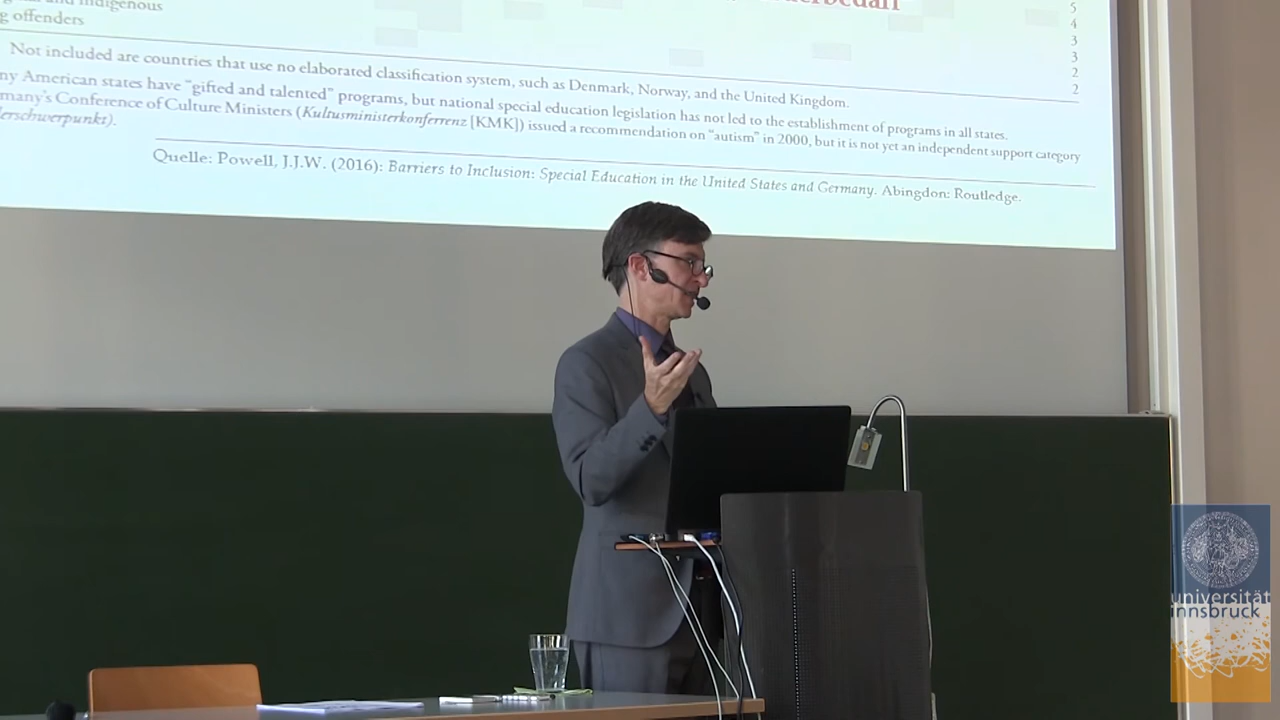 and Indigenous
g offenders
5
4
3
3
2
2
Not included are countries that use no elaborated classification system, such as Denmark, Norway, and the United Kingdom.
ny American states have "gifted and talented" programs, but national special education legislation has not led to the establishment of programs in all states.
many's Conference of Culture Ministers (Kultusministerkonferrenz [KMK]) issued a recommendation on "autism" in 2000, but it is not yet an independent support category
lerschwerpunkt).
Quelle: Powell, J.J.W. (2016): Barriers to Inclusion: Special Education in the United States and Germany. Abingdon: Routledge.
universität
innsbruck